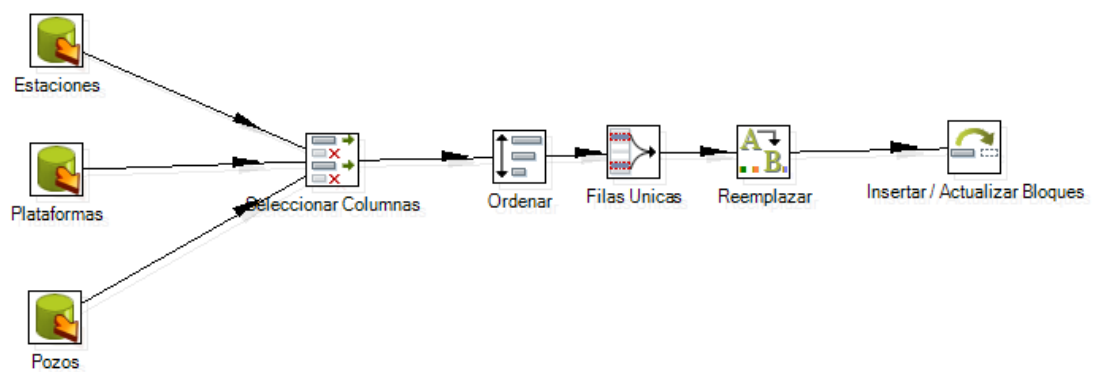 Estaciones
Plataformas
Pozos
Seleccionar Columnas
Ordenar
Filas Unicas
Reemplazar
Insertar / Actualizar Bloques